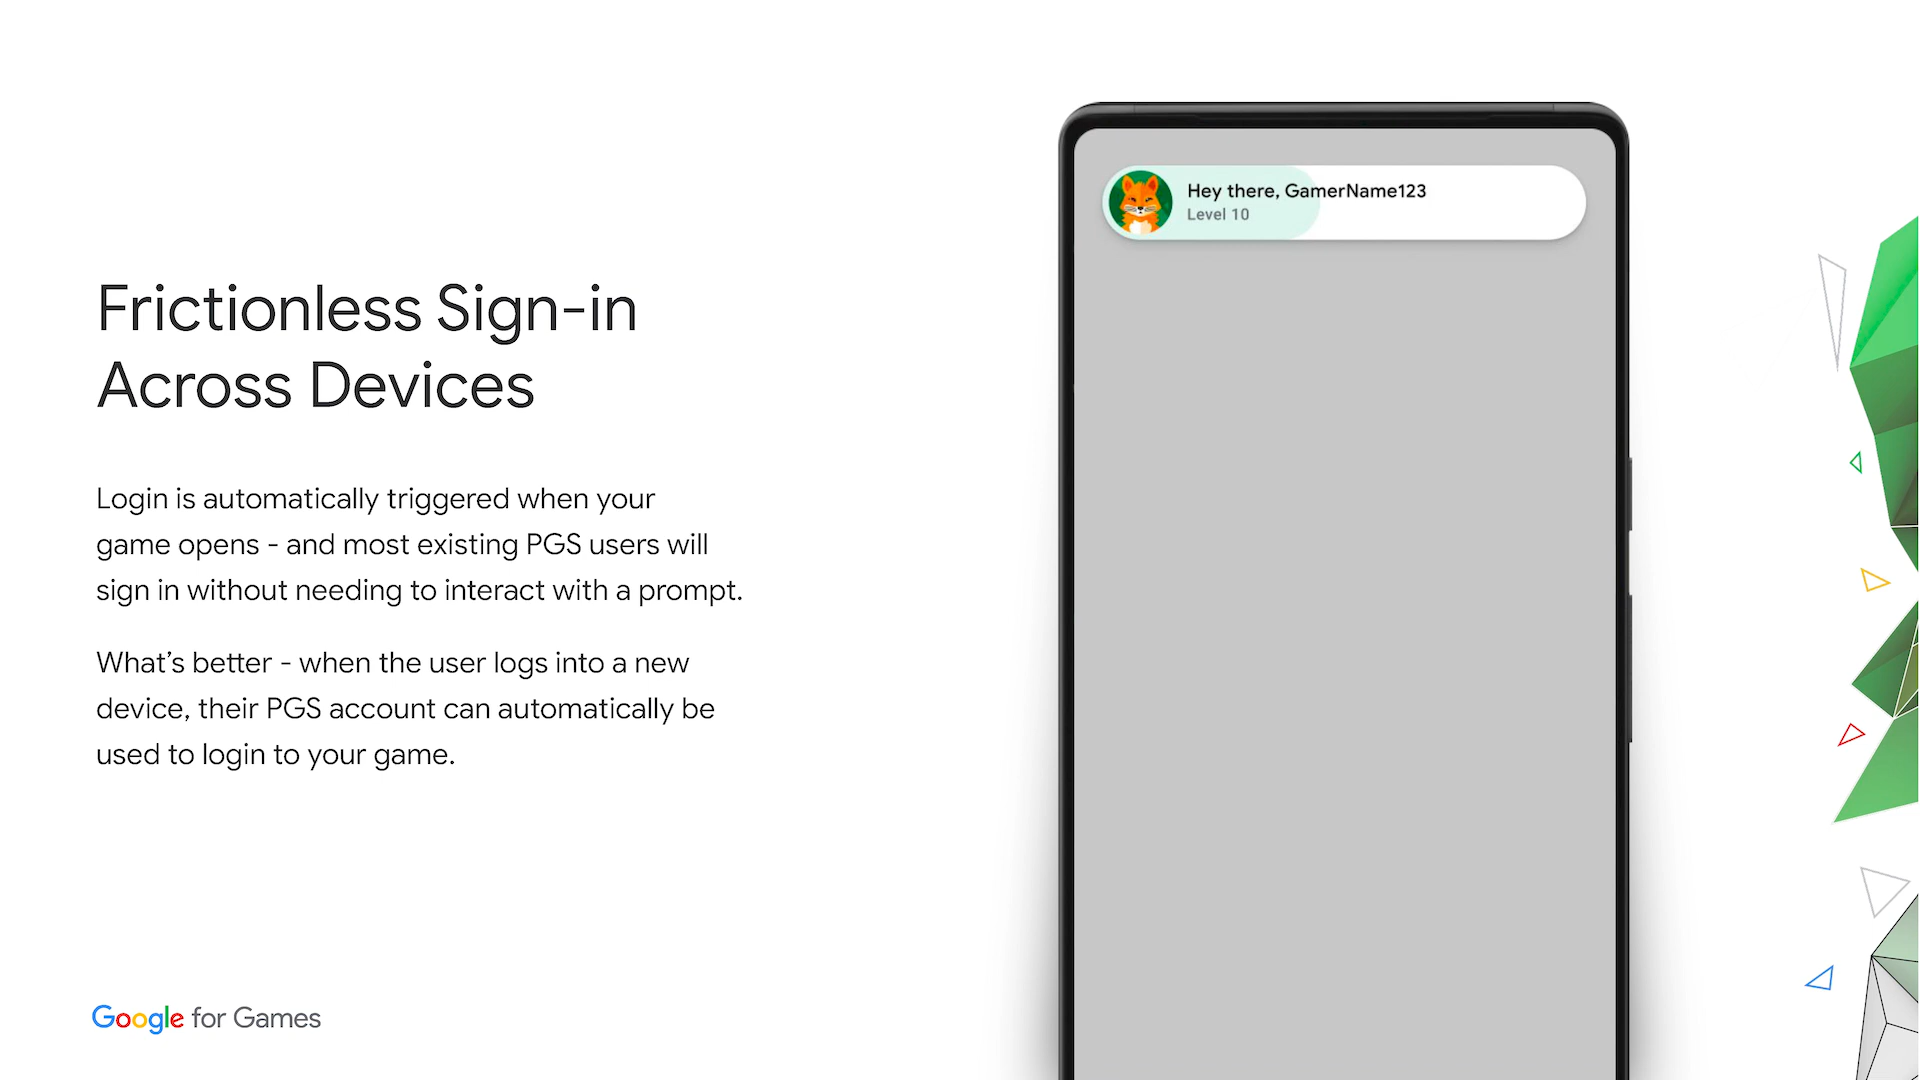 Frictionless Sign-in
Across Devices
Login is automatically triggered when your
game opens - and most existing PGS users will
sign in without needing to interact with a prompt.
What’s better - when the user logs into a new
device, their PGS account can automatically be
used to login to your game.
Google for Games
Hey there, GamerName123
Level 10